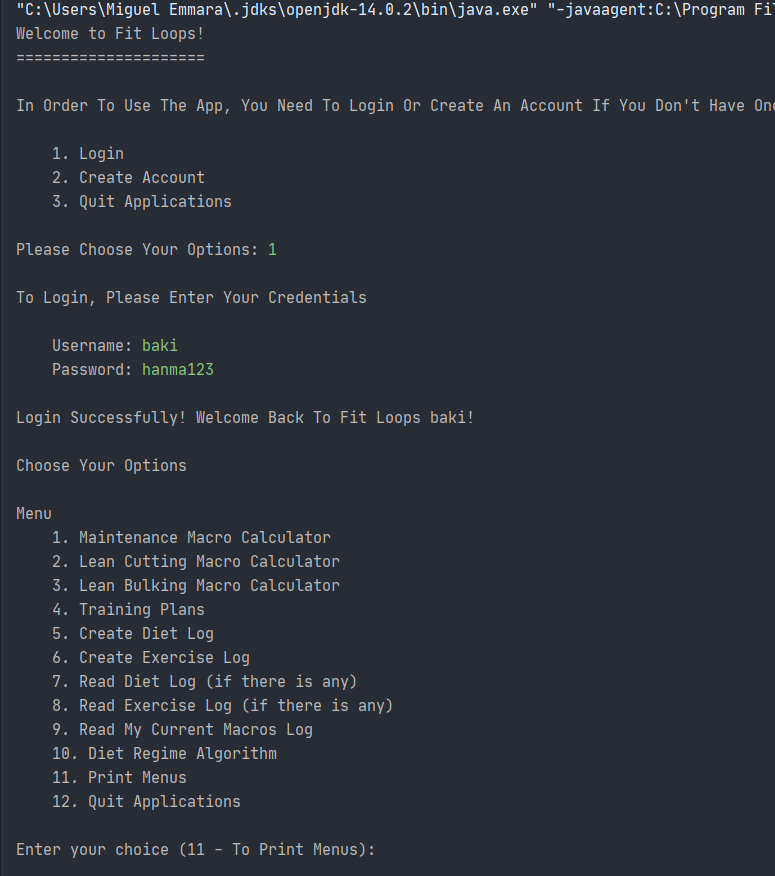 "C:\Users\Miguel Emmara\.jdks\openjdk-14.0.2\bin\java.exe" "-javaagent:C:\Program
Welcome to Fit Loops!
=====================
In Order To Use The App, You Need To Login Or Create An Account If You Don't Have
1. Login
2. Create Account
3. Quit Applications
Please Choose Your Options: 1
To Login, Please Enter Your Credentials
Username: baki
Password: hanma123
Login Successfully! Welcome Back To Fit Loops baki!
Choose Your Options
Menu
1. Maintenance Macro Calculator
2. Lean Cutting Macro Calculator
3. Lean Bulking Macro Calculator
4. Training Plans
5. Create Diet Log
6. Create Exercise Log
7. Read Diet Log (if there is any)
8. Read Exercise Log (if there is any)
9. Read My Current Macros Log
10. Diet Regime Algorithm
11. Print Menus
12. Quit Applications
Enter your choice (11 - To Print Menus):